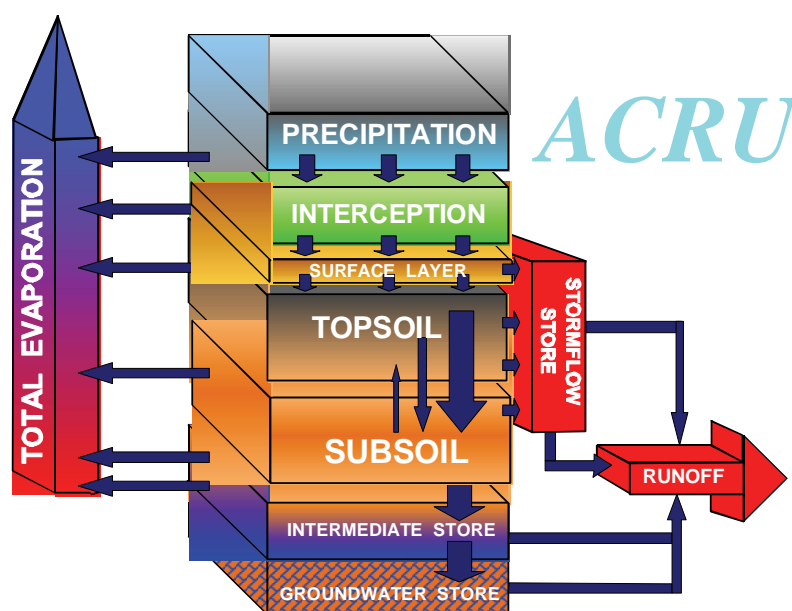 ACRU
PRECIPITATION
INTERCEPTION
SURFACE LAYER
TOPSOIL
SUBSOIL
INTERMEDIATE STORE
GROUNDWATER STORE
TOTAL EVAPORATION
STORMFLOW
STORE
RUNOFF